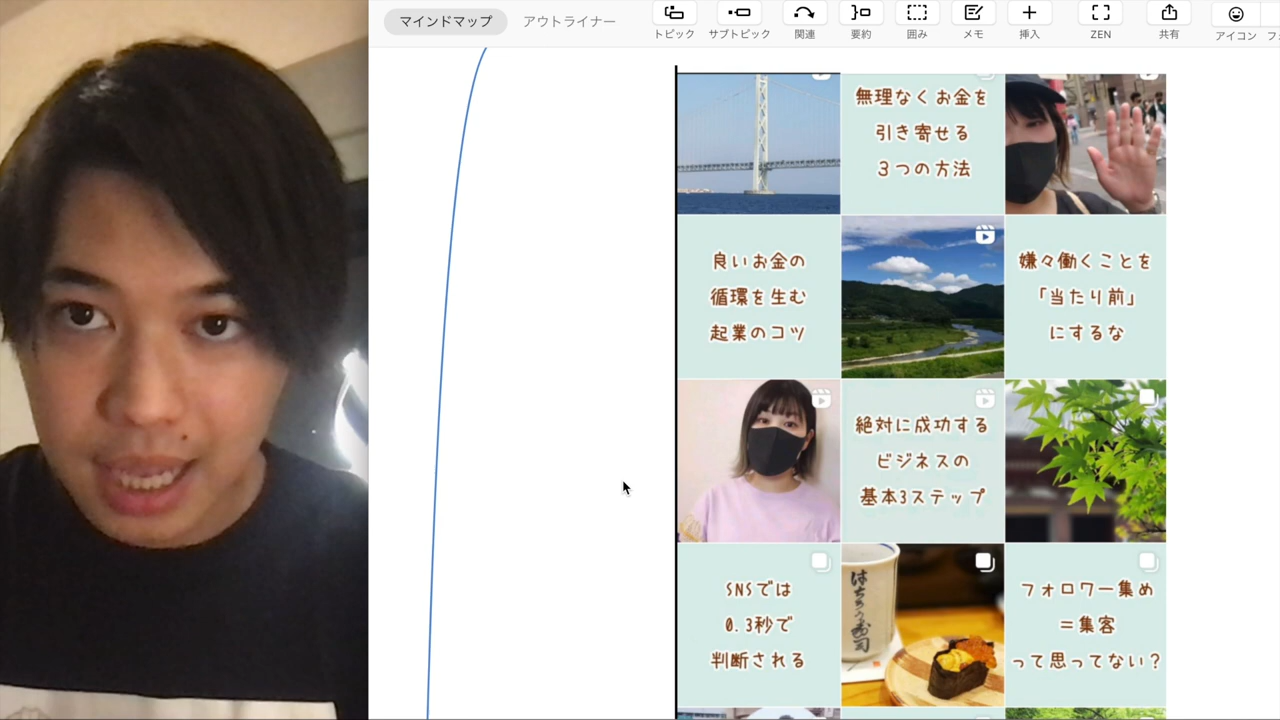 マインドマップ
アウトライナー
トピック
サブトピック
関連
要約
囲み
メモ
挿入
ZEN
共有
アイコン
フ
無理なくお金を
引き寄せる
3つの方法
良いお金の
循環を生む
起業のコツ
嫌々働くことを
「当たり前」
にするな
絶対に成功する
ビジネスの
基本3ステップ
SNSでは
0.3秒で
判断される
はちろう寿司
フォロワー集め
＝集客
って思ってない?